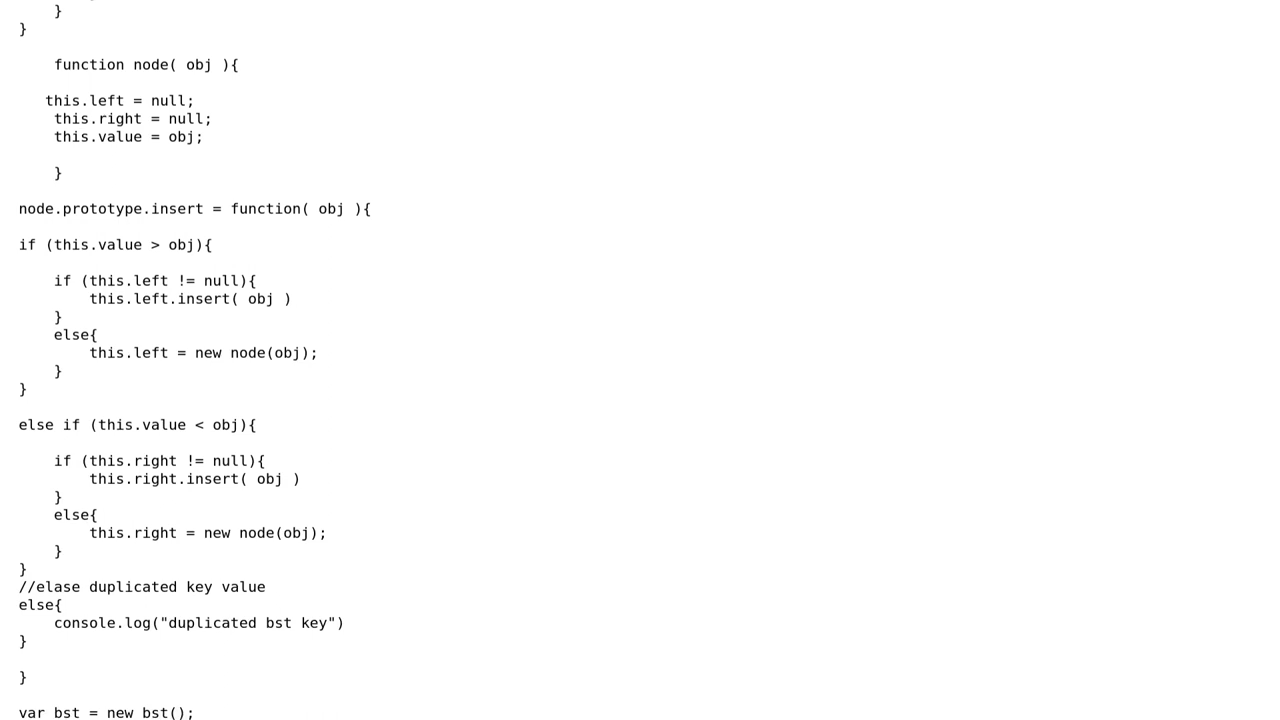 }
}
function node( obj ){
this.left = null;
this.right = null;
this.value = obj;
}
node.prototype.insert = function( obj ){
if (this.value > obj){
if (this.left != null){
this.left.insert( obj )
}
else{
this.left = new node(obj);
}
}
else if (this.value < obj){
if (this.right != null){
this.right.insert( obj )
}
else{
this.right = new node(obj);
}
}
//elase duplicated key value
else{
console.log("duplicated bst key")
}
}
var bst = new bst();